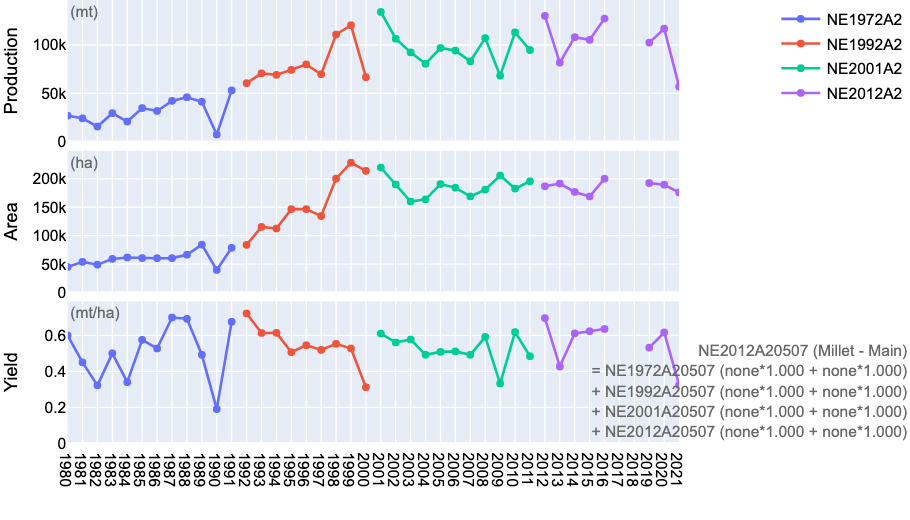 (mt)
Production
100k
50k
0
NE1972A2
NE1992A2
NE2001A2
NE2012A2
(ha)
Area
200k
150k
100k
50k
0
(mt/ha)
Yield
0.6
0.4
0.2
0
NE2012A20507 (Millet - Main)
= NE1972A20507 (none*1.000 + none*1.000)
+ NE1992A20507 (none*1.000 + none*1.000)
+ NE2001A20507 (none*1.000 + none*1.000)
+ NE2012A20507 (none*1.000 + none*1.000)
1980
1981
1982
1983
1984
1985
1986
1987
1988
1989
1990
1991
1992
1993
1994
1995
1996
1997
1998
1999
2000
2001
2002
2003
2004
2005
2006
2007
2008
2009
2010
2011
2012
2013
2014
2015
2016
2017
2018
2019
2020
2021